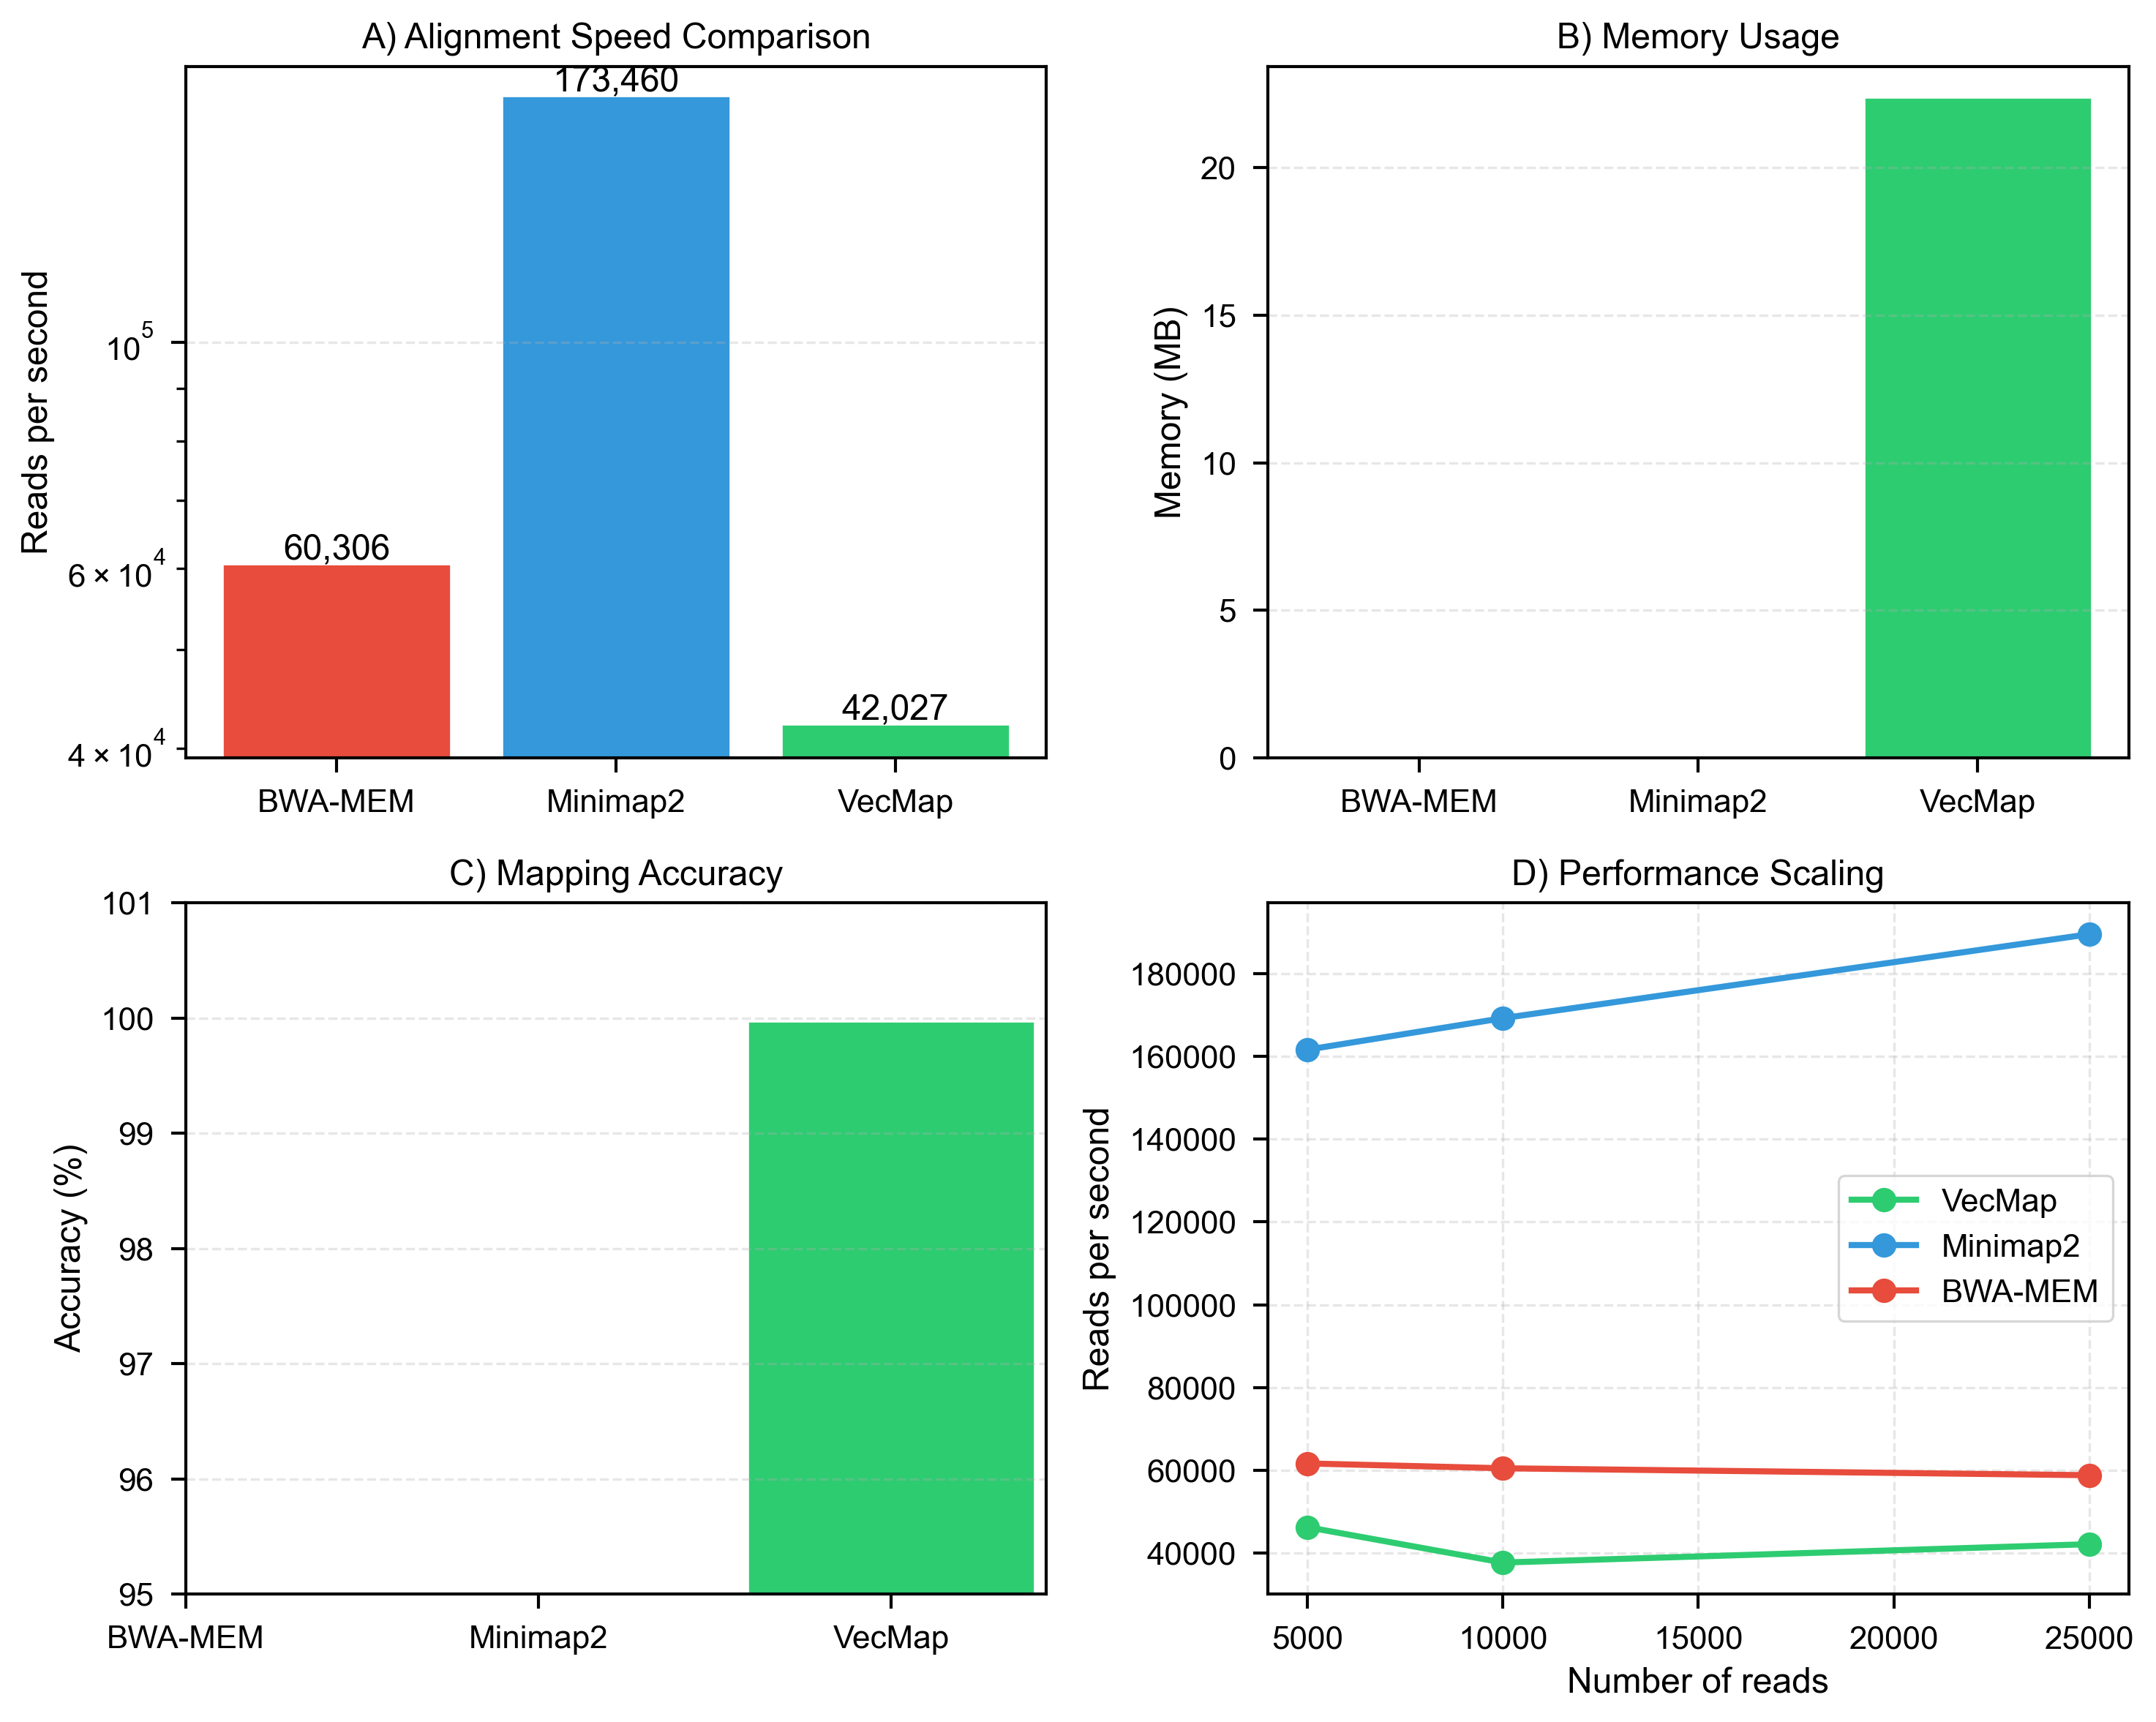 A) Alignment Speed Comparison
Reads per second
10^5
6 × 10^4
4 × 10^4
60,306
173,460
42,027
BWA-MEM
Minimap2
VecMap
B) Memory Usage
Memory (MB)
20
15
10
5
0
BWA-MEM
Minimap2
VecMap
C) Mapping Accuracy
Accuracy (%)
101
100
99
98
97
96
95
BWA-MEM
Minimap2
VecMap
D) Performance Scaling
Reads per second
180000
160000
140000
120000
100000
80000
60000
40000
VecMap
Minimap2
BWA-MEM
5000
10000
15000
20000
25000
Number of reads